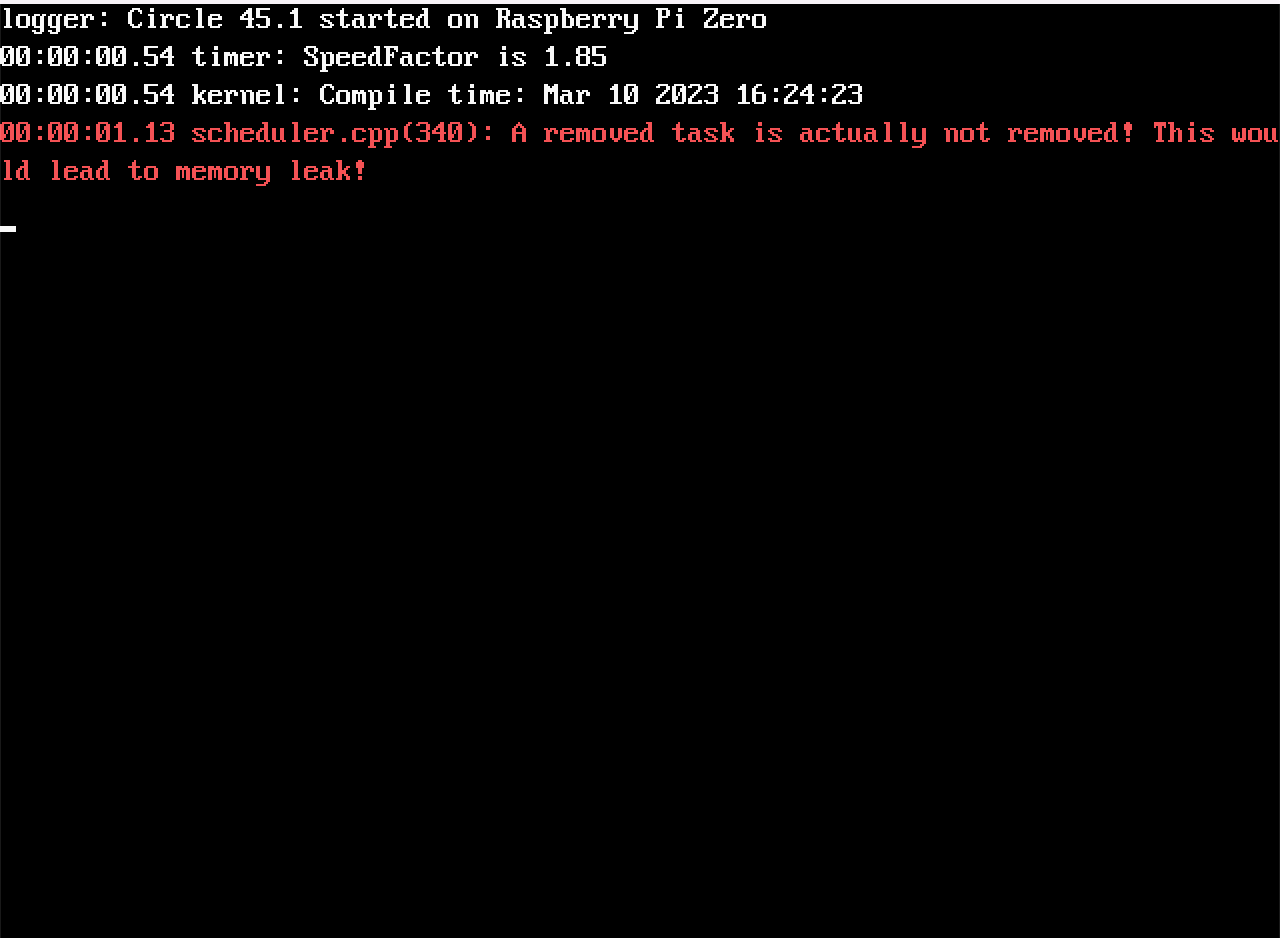 logger: Circle 45.1 started on Raspberry Pi Zero
00:00:00.54 timer: SpeedFactor is 1.85
00:00:00.54 kernel: Compile time: Mar 10 2023 16:24:23
00:00:01.13 scheduler.cpp(340): A removed task is actually not removed! This wou
ld lead to memory leak!